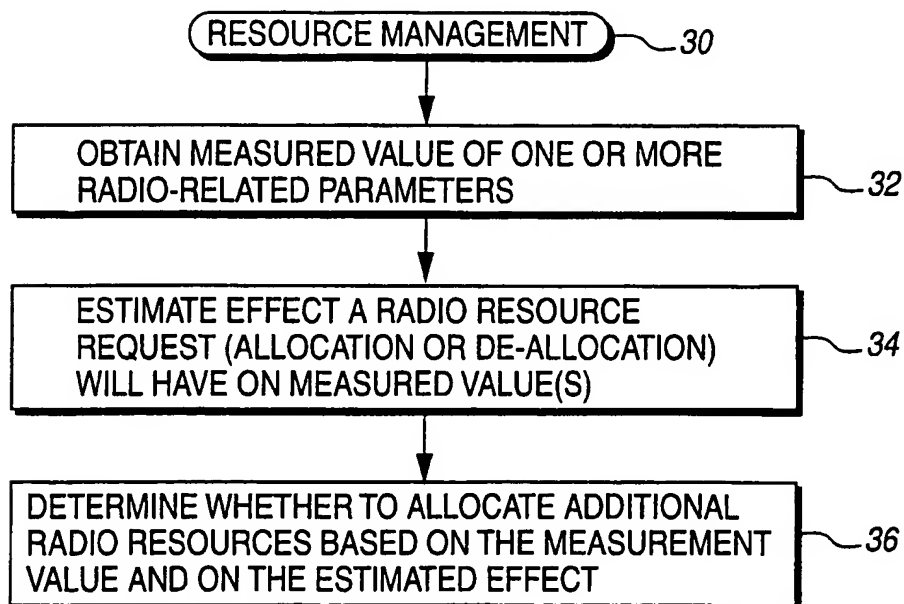 RESOURCE MANAGEMENT
30
OBTAIN MEASURED VALUE OF ONE OR MORE
RADIO-RELATED PARAMETERS
32
ESTIMATE EFFECT A RADIO RESOURCE
REQUEST (ALLOCATION OR DE-ALLOCATION)
WILL HAVE ON MEASURED VALUE(S)
34
DETERMINE WHETHER TO ALLOCATE ADDITIONAL
RADIO RESOURCES BASED ON THE MEASUREMENT
VALUE AND ON THE ESTIMATED EFFECT
36